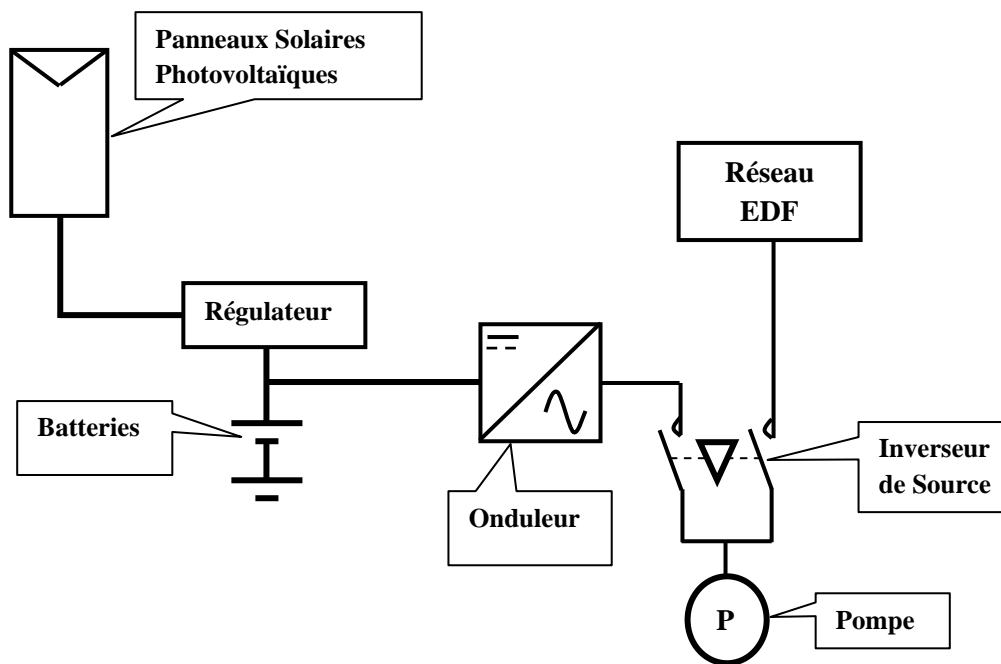 Panneaux Solaires
Photovoltaïques
Réseau
EDF
Régulateur
Batteries
Onduleur
Inverseur
de Source
P
Pompe